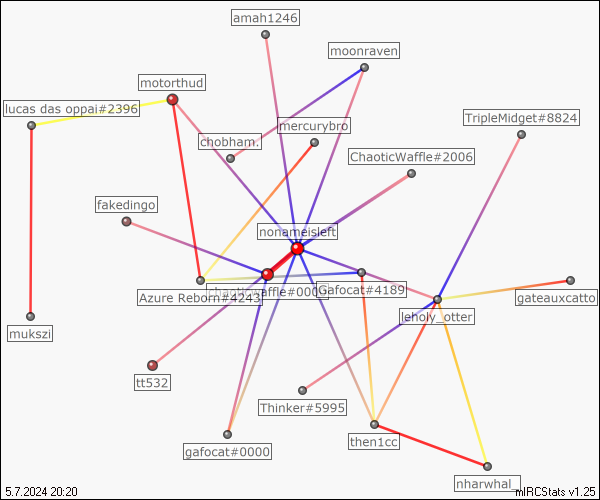 amah1246
moonraven
motorthud
lucas das oppai#2396
mercurybro
TripleMidget#8824
chobham.
ChaoticWaffle#2006
fakedingo
nonameisleft
chaoticwaffle#0000
Gafocat#4189
Azure Reborn#4243
gateauxcatto
leholy_otter
mukszi
tt532
Thinker#5995
then1cc
gafocat#0000
nharwhal_
5.7.2024 20:20
mIRCStats v1.25